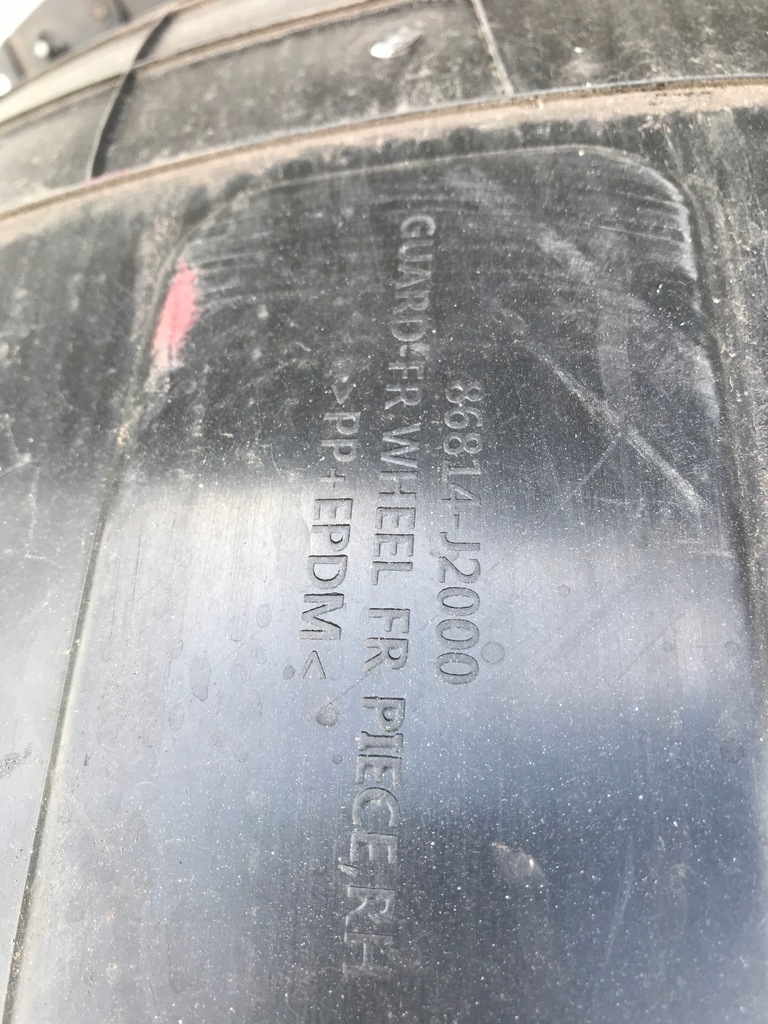 86814-J2000
GUARD-FR WHEEL FR PIECE,RH
>PP+EPDM<